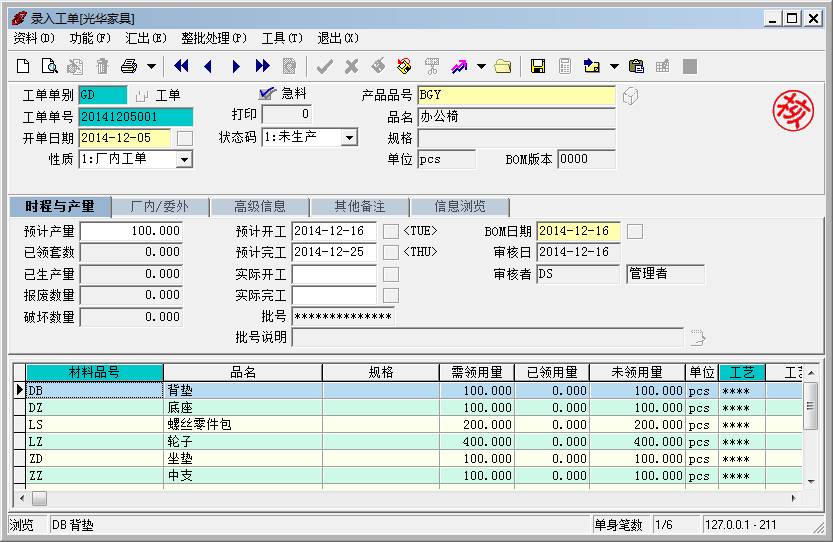 录入工单[光华家具]
资料(D) 功能(F) 汇出(E) 整批处理(P) 工具(T) 退出(X)
工单单别 GD 工单 急料 产品品号 BGY
工单单号 20141205001 打印 0 品名 办公椅
开单日期 2014-12-05 状态码 1:未生产 规格
性质 1:厂内工单 单位 pcs BOM版本 0000
核
时程与产量 厂内/委外 高级信息 其他备注 信息浏览
预计产量 100.000 预计开工 2014-12-16 <TUE> BOM日期 2014-12-16
已领套数 0.000 预计完工 2014-12-25 <THU> 审核日 2014-12-16
已生产量 0.000 实际开工 审核者 DS 管理者
报废数量 0.000 实际完工
破坏数量 0.000 批号 **************
批号说明
材料品号 品名 规格 需领用量 已领用量 未领用量 单位 工艺 工艺
DB 背垫 100.000 0.000 100.000 pcs ****
DZ 底座 100.000 0.000 100.000 pcs ****
LS 螺丝零件包 200.000 0.000 200.000 pcs ****
LZ 轮子 400.000 0.000 400.000 pcs ****
ZD 坐垫 100.000 0.000 100.000 pcs ****
ZZ 中支 100.000 0.000 100.000 pcs ****
浏览 DB 背垫 单身笔数 1/6 127.0.0.1 - 211